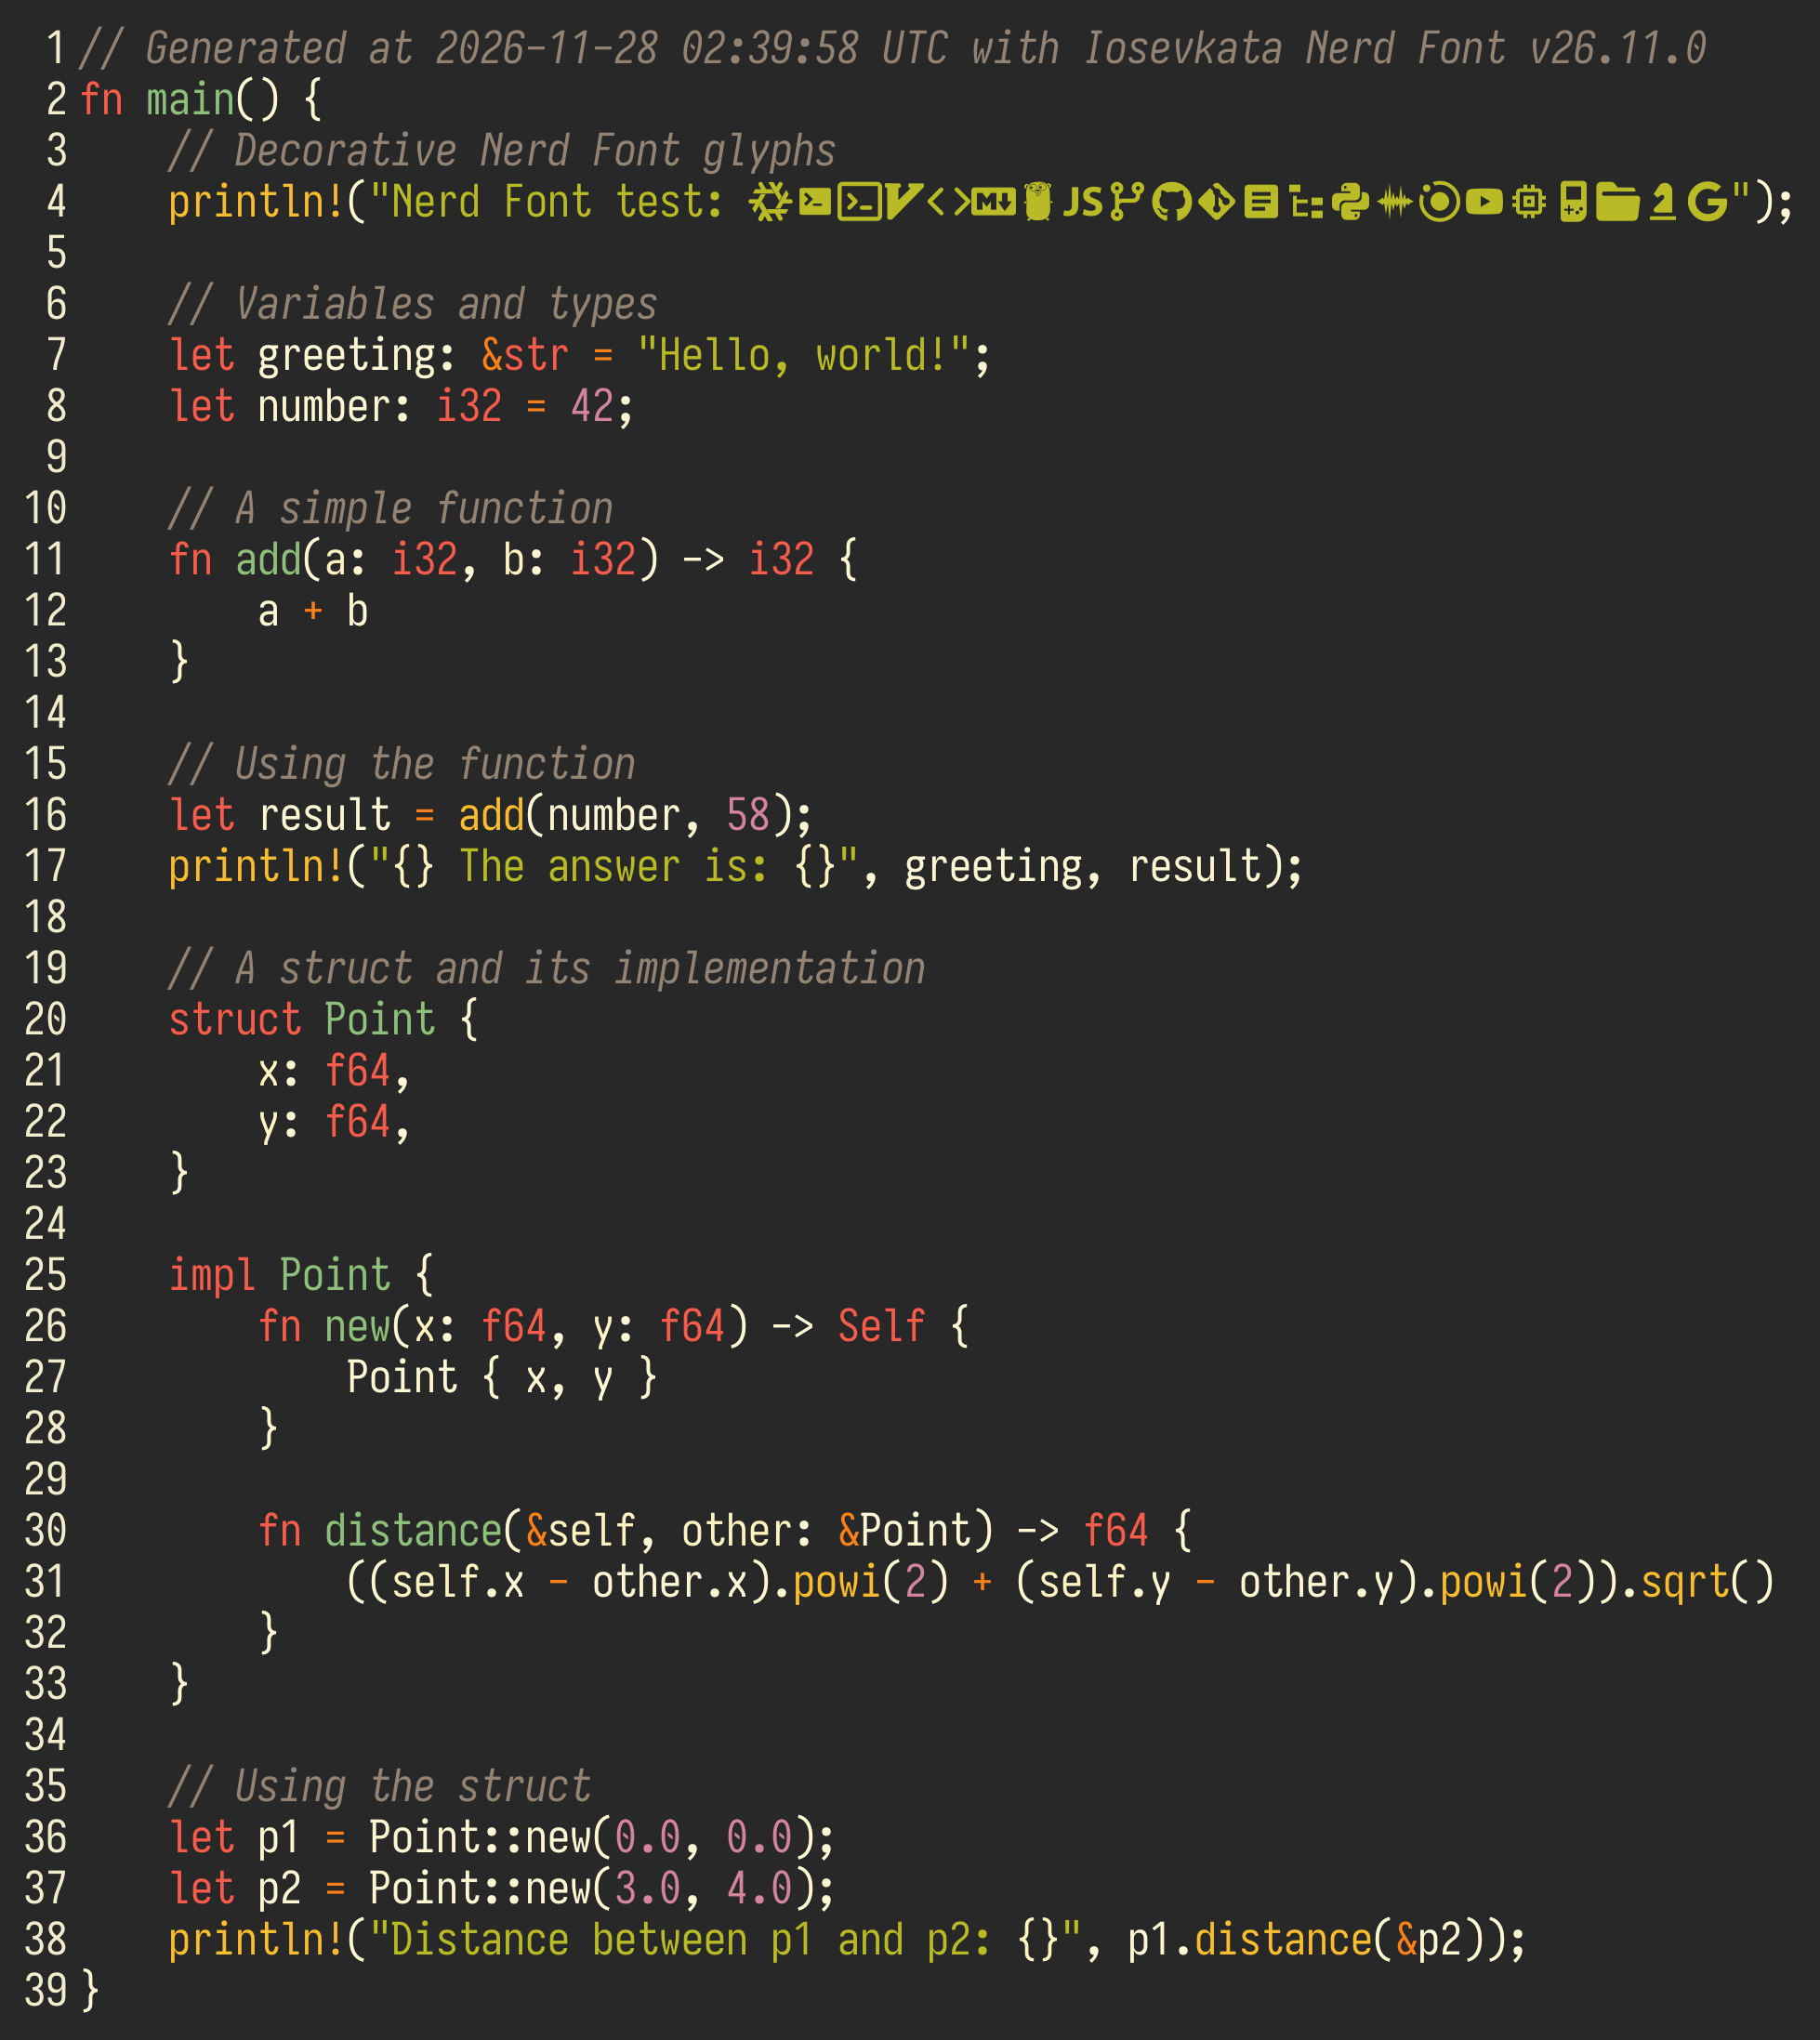 1 // Generated at 2026-11-28 02:39:58 UTC with Iosevkata Nerd Font v26.11.0
2 fn main() {
3     // Decorative Nerd Font glyphs
4     println!("Nerd Font test: ");
5
6     // Variables and types
7     let greeting: &str = "Hello, world!";
8     let number: i32 = 42;
9
10     // A simple function
11     fn add(a: i32, b: i32) -> i32 {
12         a + b
13     }
14
15     // Using the function
16     let result = add(number, 58);
17     println!("{} The answer is: {}", greeting, result);
18
19     // A struct and its implementation
20     struct Point {
21         x: f64,
22         y: f64,
23     }
24
25     impl Point {
26         fn new(x: f64, y: f64) -> Self {
27             Point { x, y }
28         }
29
30         fn distance(&self, other: &Point) -> f64 {
31             ((self.x - other.x).powi(2) + (self.y - other.y).powi(2)).sqrt()
32         }
33     }
34
35     // Using the struct
36     let p1 = Point::new(0.0, 0.0);
37     let p2 = Point::new(3.0, 4.0);
38     println!("Distance between p1 and p2: {}", p1.distance(&p2));
39 }